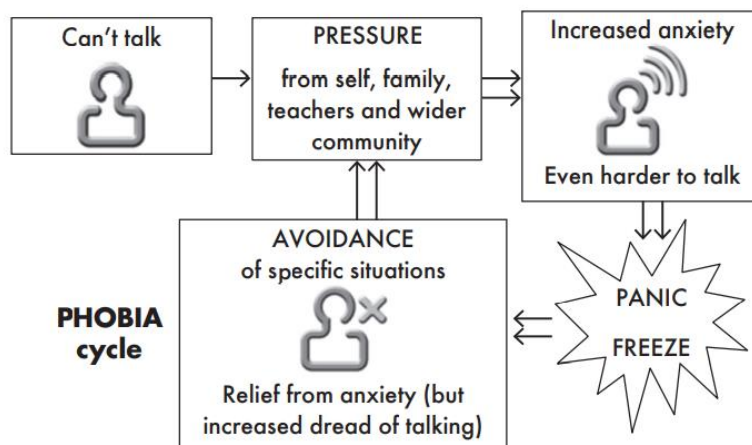 Can't talk
PRESSURE
from self, family,
teachers and wider
community
Increased anxiety
Even harder to talk
PANIC
FREEZE
AVOIDANCE
of specific situations
Relief from anxiety (but
increased dread of talking)
PHOBIA
cycle